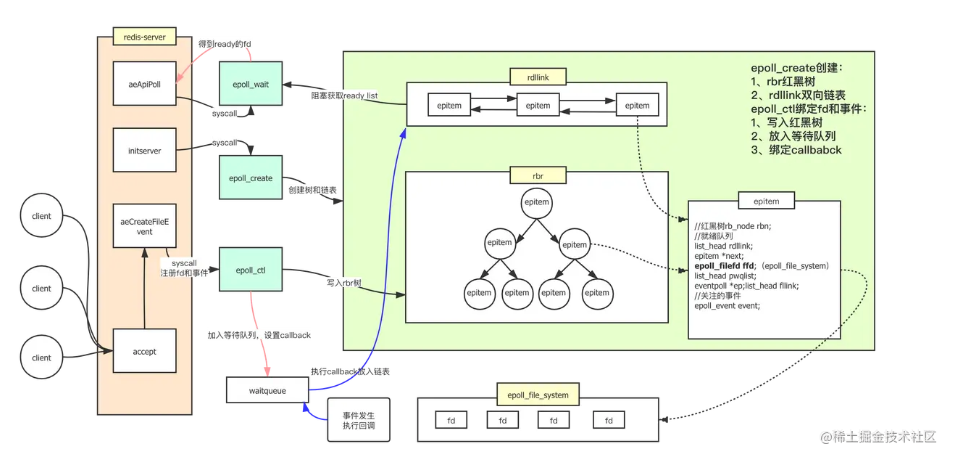 redis-server
aeApiPoll
initserver
aeCreateFileE
vent
accept
client
client
client
得到ready的fd
epoll_wait
syscall
syscall
epoll_create
创建树和链表
syscall
注册fd和事件
epoll_ctl
写入rbr树
加入等待队列，设置callback
waitqueue
执行callback放入链表
事件发生
执行回调
阻塞获取ready list
rdllink
epitem
epitem
epitem
rbr
epitem
epitem
epitem
epitem
epitem
epitem
epitem
epoll_create创建：
1、rbr红黑树
2、rdllink双向链表
epoll_ctl绑定fd和事件：
1、写入红黑树
2、放入等待队列
3、绑定callbabck
epitem
//红黑树rb_node rbn;
//就绪队列
list_head rdllink;
epitem *next;
epoll_filefd ffd;（epoll_file_system）
list_head pwqlist;
eventpoll *ep;list_head fllink;
//关注的事件
epoll_event event;
epoll_file_system
fd
fd
fd
fd
@稀土掘金技术社区